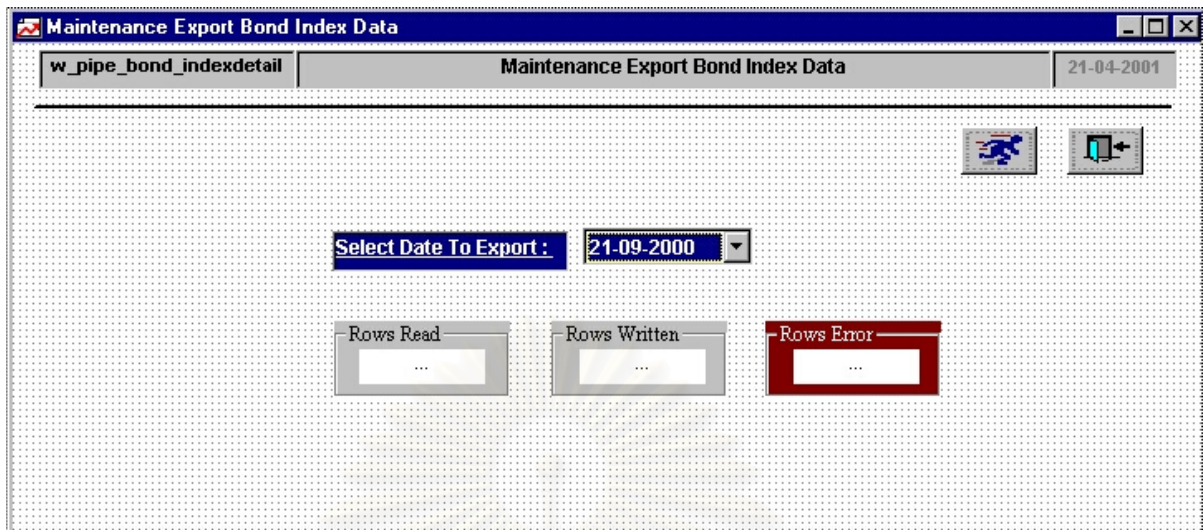 Maintenance Export Bond Index Data
w_pipe_bond_indexdetail Maintenance Export Bond Index Data 21-04-2001
Select Date To Export : 21-09-2000
Rows Read Rows Written Rows Error
... ... ...